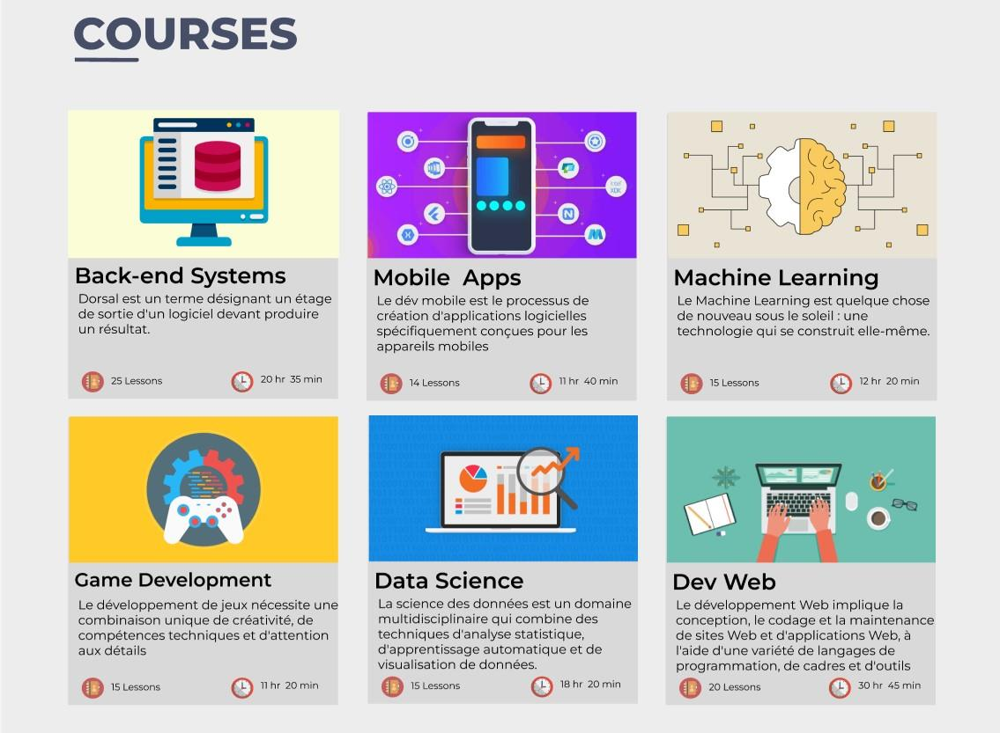 COURSES
Back-end Systems
Dorsal est un terme désignant un étage
de sortie d'un logiciel devant produire
un résultat.
25 Lessons
20 hr 35 min
Mobile Apps
Le dév mobile est le processus de
création d'applications logicielles
spécifiquement conçues pour les
appareils mobiles
14 Lessons
11 hr 40 min
Machine Learning
Le Machine Learning est quelque chose
de nouveau sous le soleil : une
technologie qui se construit elle-même.
15 Lessons
12 hr 20 min
Game Development
Le développement de jeux nécessite une
combinaison unique de créativité, de
compétences techniques et d'attention
aux détails
15 Lessons
11 hr 20 min
Data Science
La science des données est un domaine
multidisciplinaire qui combine des
techniques d'analyse statistique,
d'apprentissage automatique et de
visualisation de données.
15 Lessons
18 hr 20 min
Dev Web
Le développement Web implique la
conception, le codage et la maintenance
de sites Web et d'applications Web, à
l'aide d'une variété de langages de
programmation, de cadres et d'outils
20 Lessons
30 hr 45 min